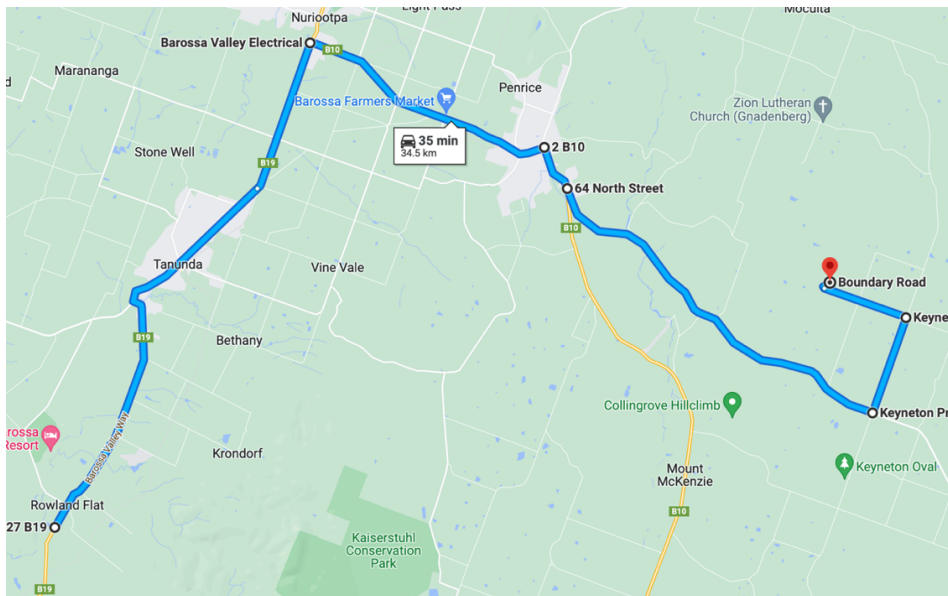 Moculta
Nuriootpa
Barossa Valley Electrical
B10
Marananga
Penrice
Barossa Farmers Market
Zion Lutheran
Church (Gnadenberg)
35 min
34.5 km
2 B10
Stone Well
B19
64 North Street
B10
Tanunda
Vine Vale
Boundary Road
Keyne
B19
Bethany
Collingrove Hillclimb
Keyneton Pr
arossa
Resort
Barossa Valley Way
Krondorf
Keyneton Oval
Mount
McKenzie
Rowland Flat
27 B19
B10
Kaiserstuhl
Conservation
Park
B19